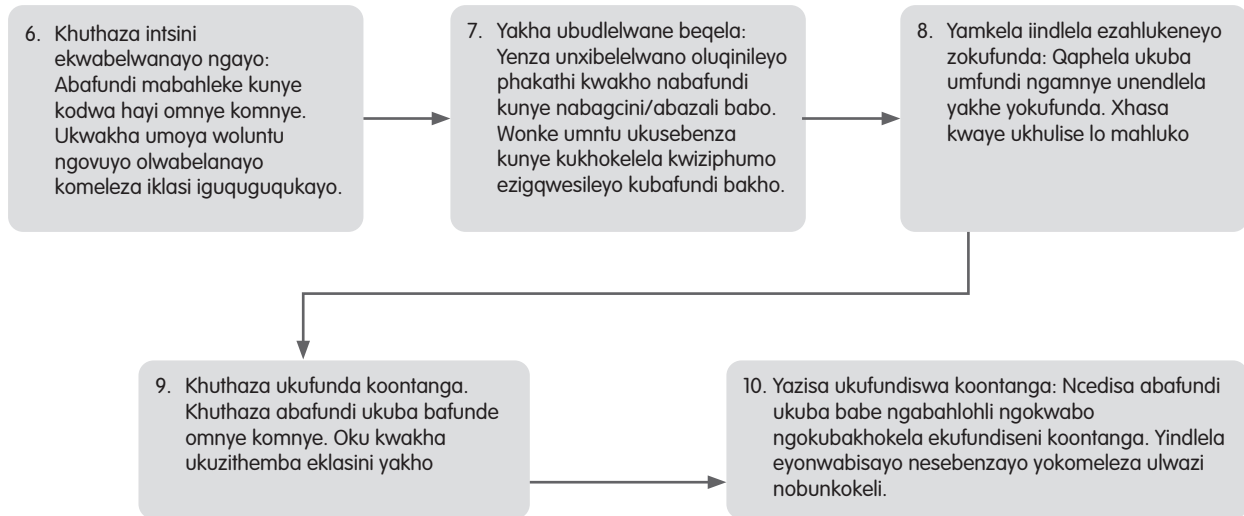 6. Khuthaza intsini
ekwabelwanayo ngayo:
Abafundi mabahleke kunye
kodwa hayi omnye komnye.
Ukwakha umoya woluntu
ngovuyo olwabelanayo
komeleza iklasi iguquguqukayo.
7. Yakha ubudlelwane beqela:
Yenza unxibelelwano oluqinileyo
phakathi kwakho nabafundi
kunye nabagcini/abazali babo.
Wonke umntu ukusebenza
kunye kukhokelela kwiziphumo
ezigqwesileyo kubafundi bakho.
8. Yamkela iindlela ezahlukeneyo
zokufunda: Qaphela ukuba
umfundi ngamnye unendlela
yakhe yokufunda. Xhasa
kwaye ukhulise lo mahluko
9. Khuthaza ukufunda koontanga.
Khuthaza abafundi ukuba bafunde
omnye komnye. Oku kwakha
ukuzithemba eklasini yakho
10. Yazisa ukufundiswa koontanga: Ncedisa abafundi
ukuba babe ngabahlohli ngokwabo
ngokubakhokela ekufundiseni koontanga. Yindlela
eyonwabisayo nesebenzayo yokomeleza ulwazi
nobunkokeli.